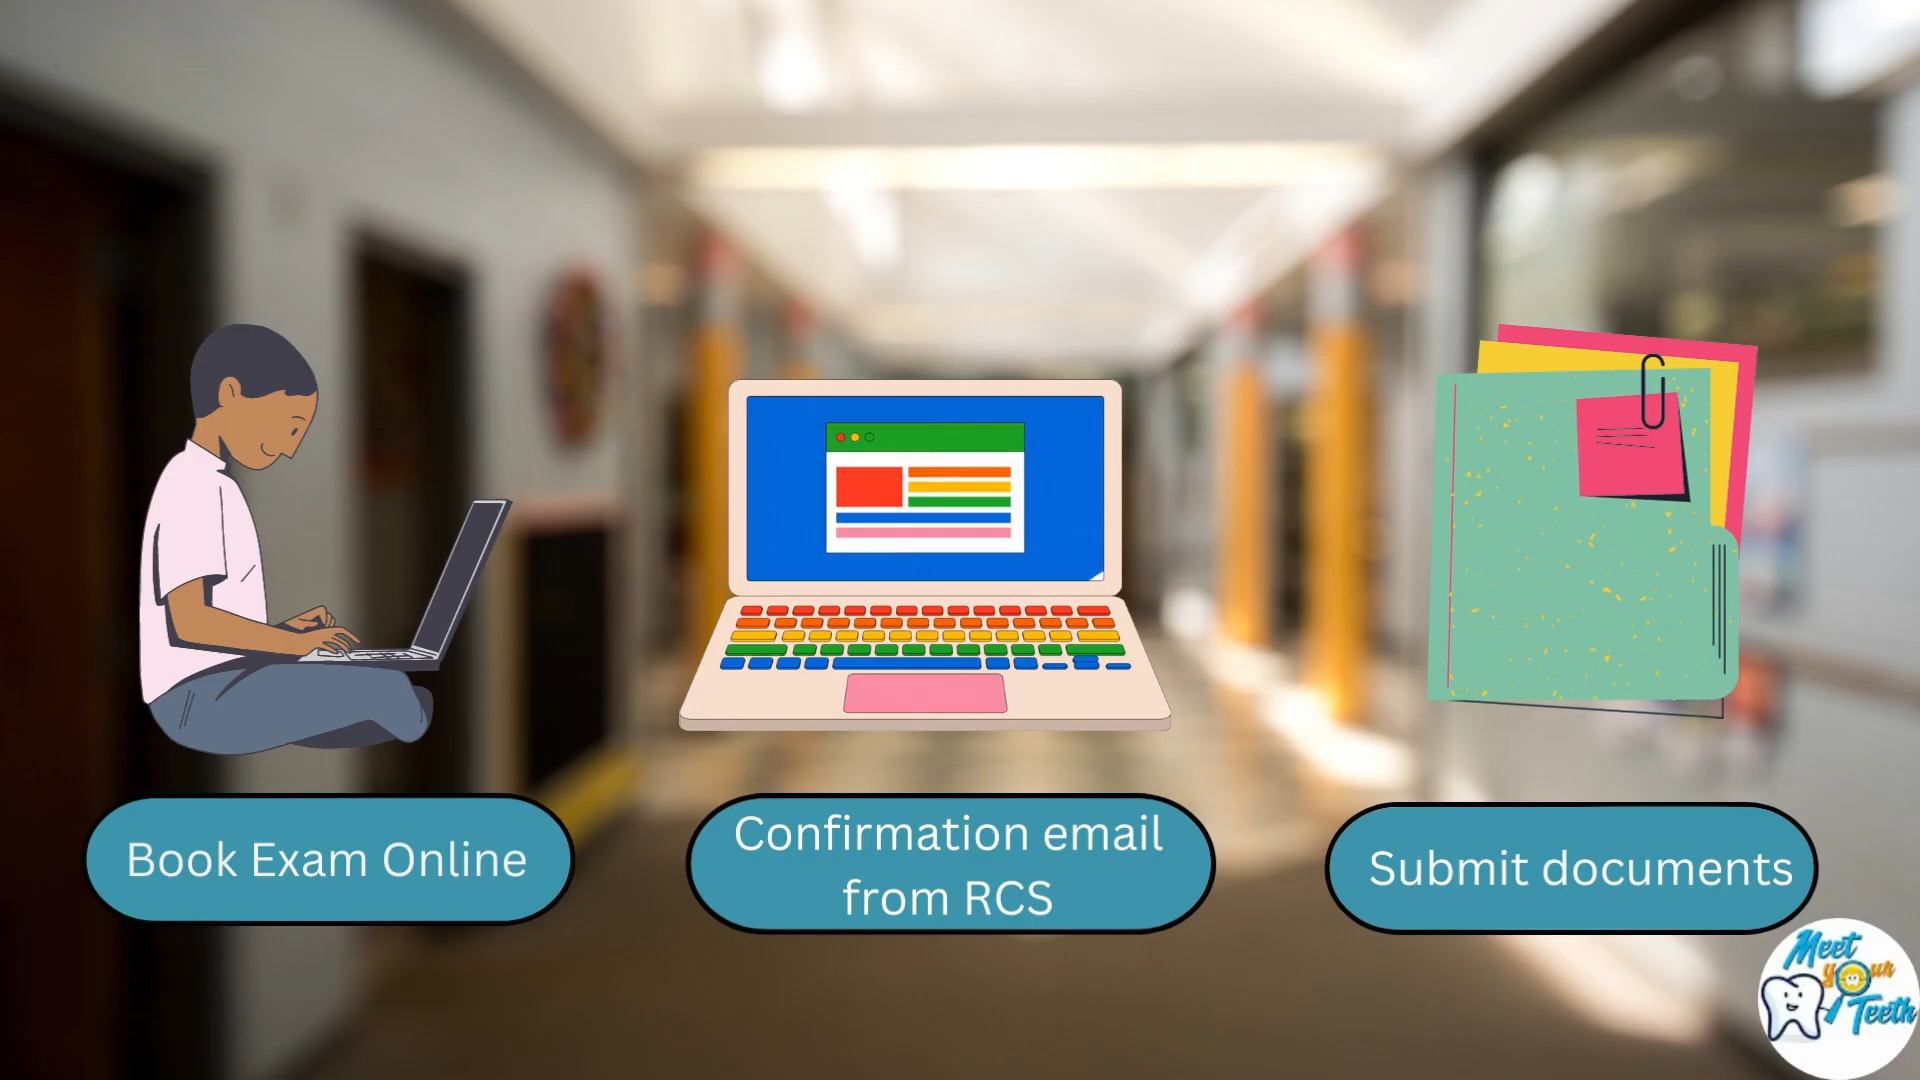 Book Exam Online
Confirmation email
from RCS
Submit documents
Meet
your
Teeth